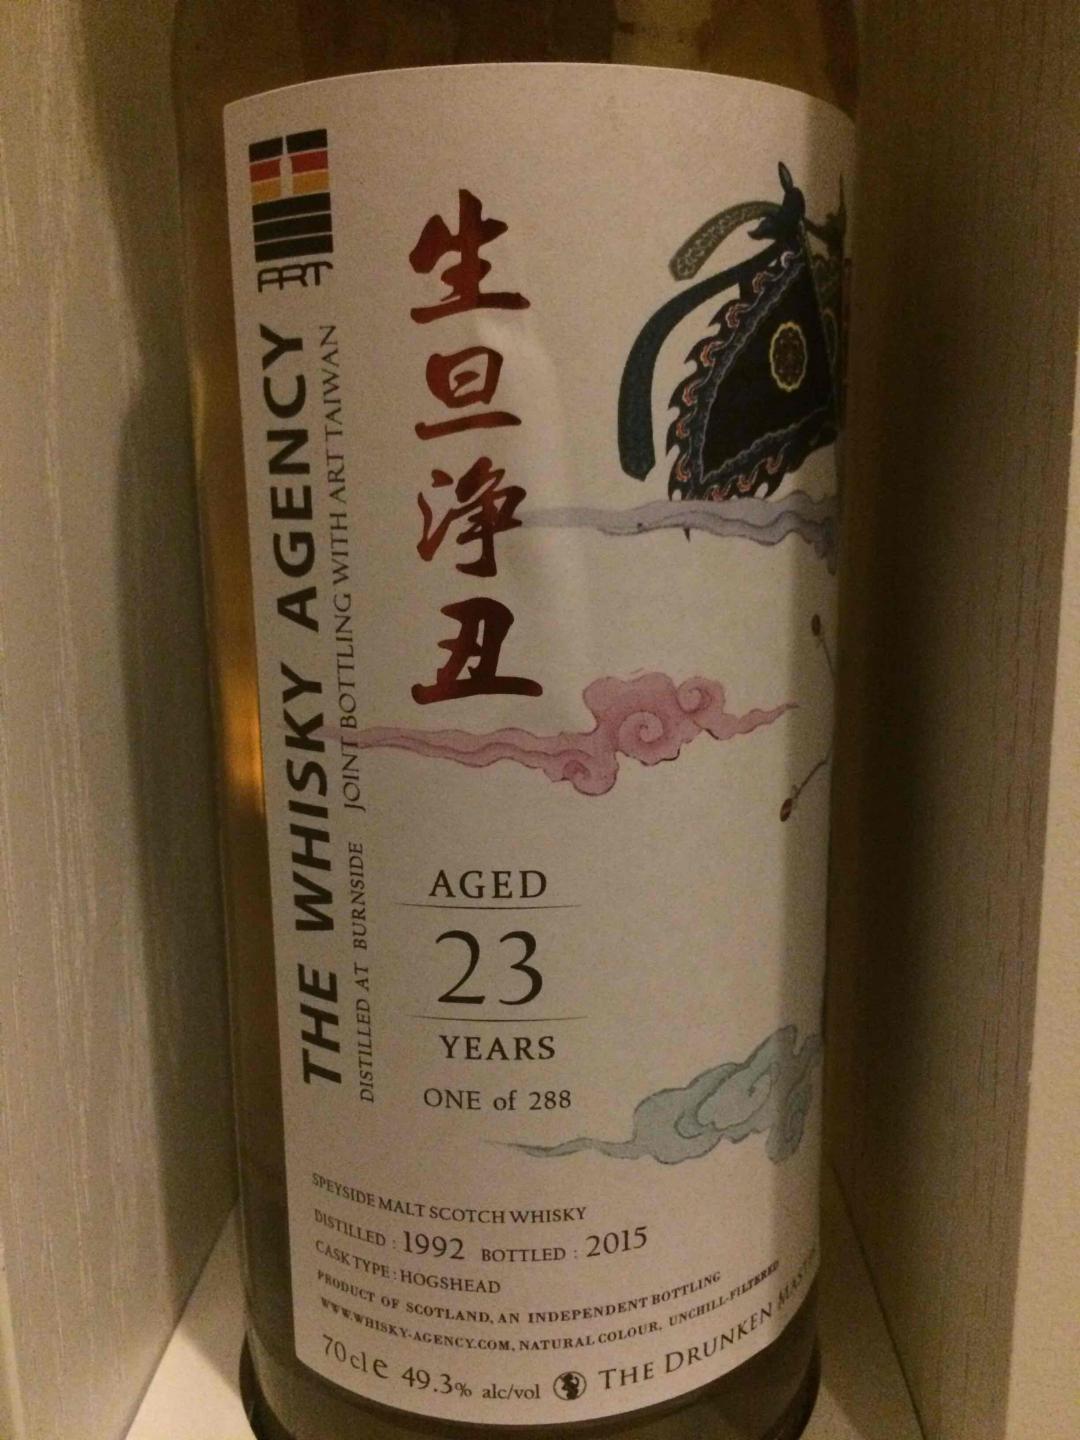 ART
THE WHISKY AGENCY
DISTILLED AT BURNSIDE JOINT BOTTLING WITH ART TAIWAN
生旦净丑
AGED
23
YEARS
ONE of 288
SPEYSIDE MALT SCOTCH WHISKY
DISTILLED : 1992 BOTTLED : 2015
CASK TYPE : HOGSHEAD
PRODUCT OF SCOTLAND, AN INDEPENDENT BOTTLING
WWW.WHISKY-AGENCY.COM, NATURAL COLOUR, UNCHILL-FILTERED
70cl e 49.3% alc/vol THE DRUNKEN